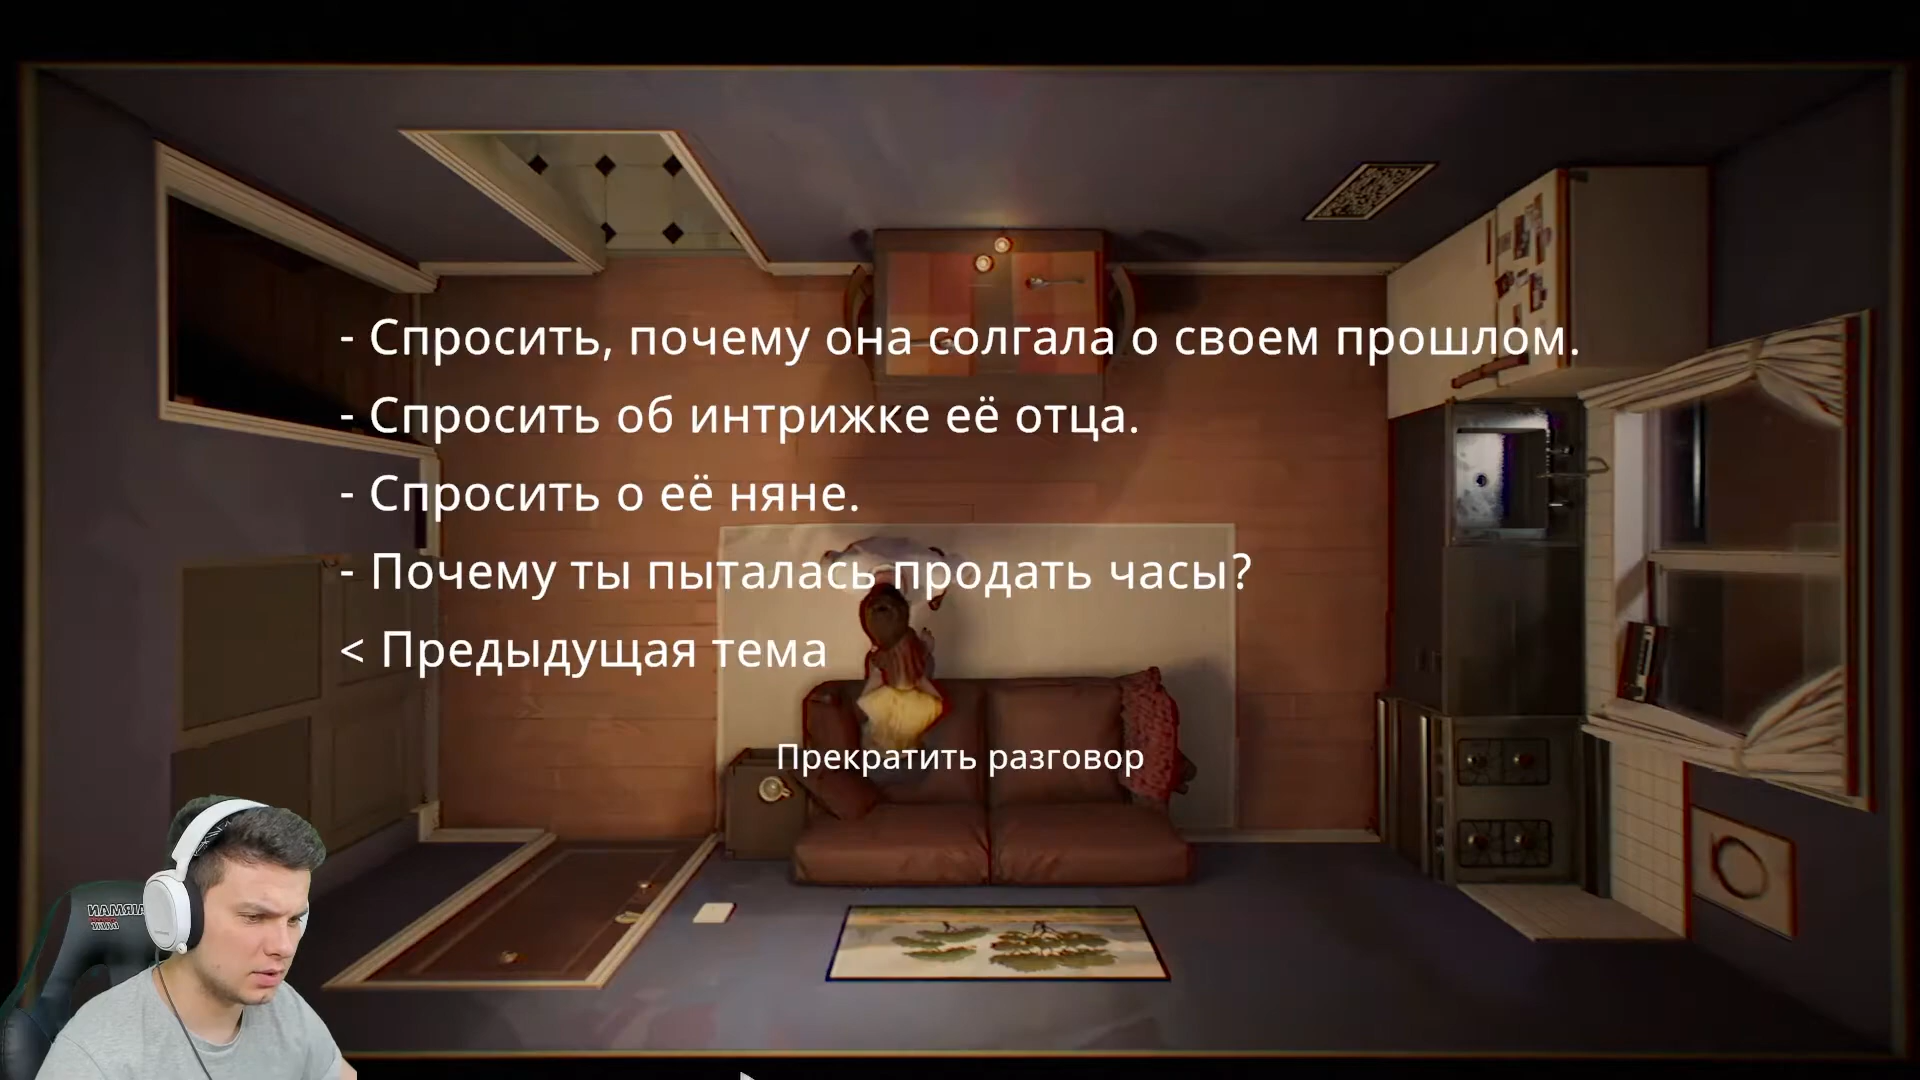 - Спросить, почему она солгала о своем прошлом.
- Спросить об интрижке её отца.
- Спросить о её няне.
- Почему ты пыталась продать часы?
< Предыдущая тема
Прекратить разговор